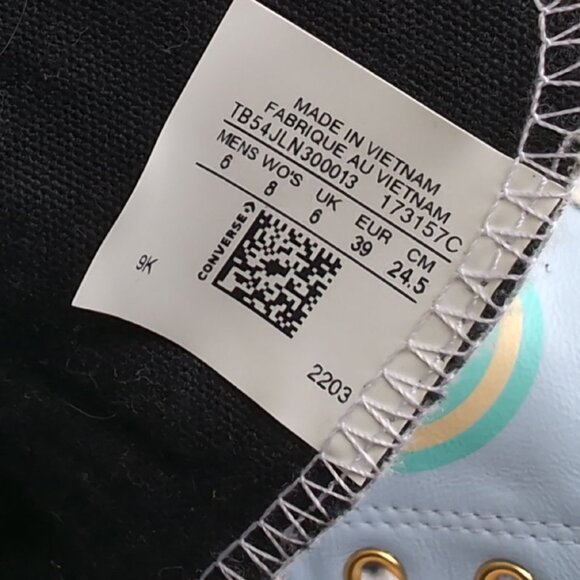 MADE IN VIETNAM
FABRIQUE AU VIETNAM
TB54JLN300013 173157C
MENS WO'S UK EUR CM
6 8 6 39 24.5
CONVERSE
9K
2203